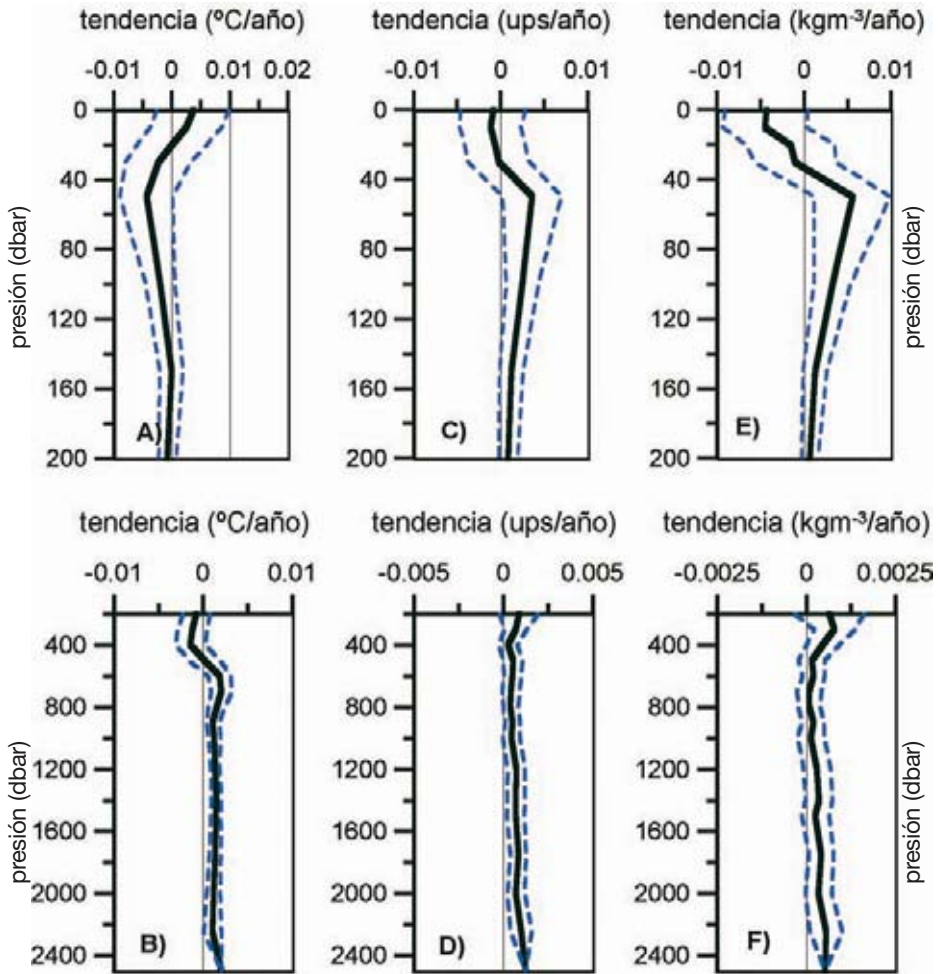 tendencia (ºC/año) tendencia (ups/año) tendencia (kgm-³/año)
-0.01 0 0.01 0.02 0 0.01 -0.01 0 0.01
0 0 0
40 40 40
80 80 80
120 120 120
160 160 160
200 200 200
presión (dbar) presión (dbar)
A) C) E)
tendencia (ºC/año) tendencia (ups/año) tendencia (kgm-³/año)
-0.01 0 0.01 -0.005 0 0.005 -0.0025 0 0.0025
400 400 400
800 800 800
1200 1200 1200
1600 1600 1600
2000 2000 2000
2400 2400 2400
presión (dbar) presión (dbar)
B) D) F)